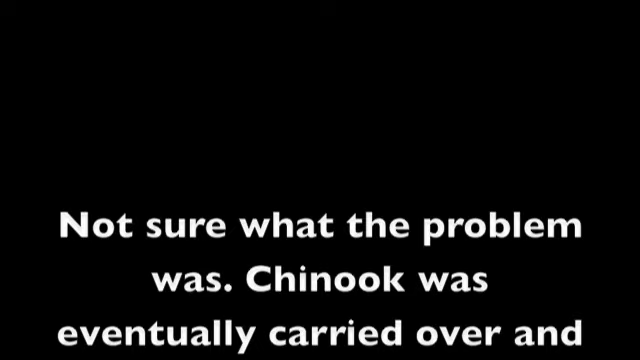 Not sure what the problem
was. Chinook was
eventually carried over and